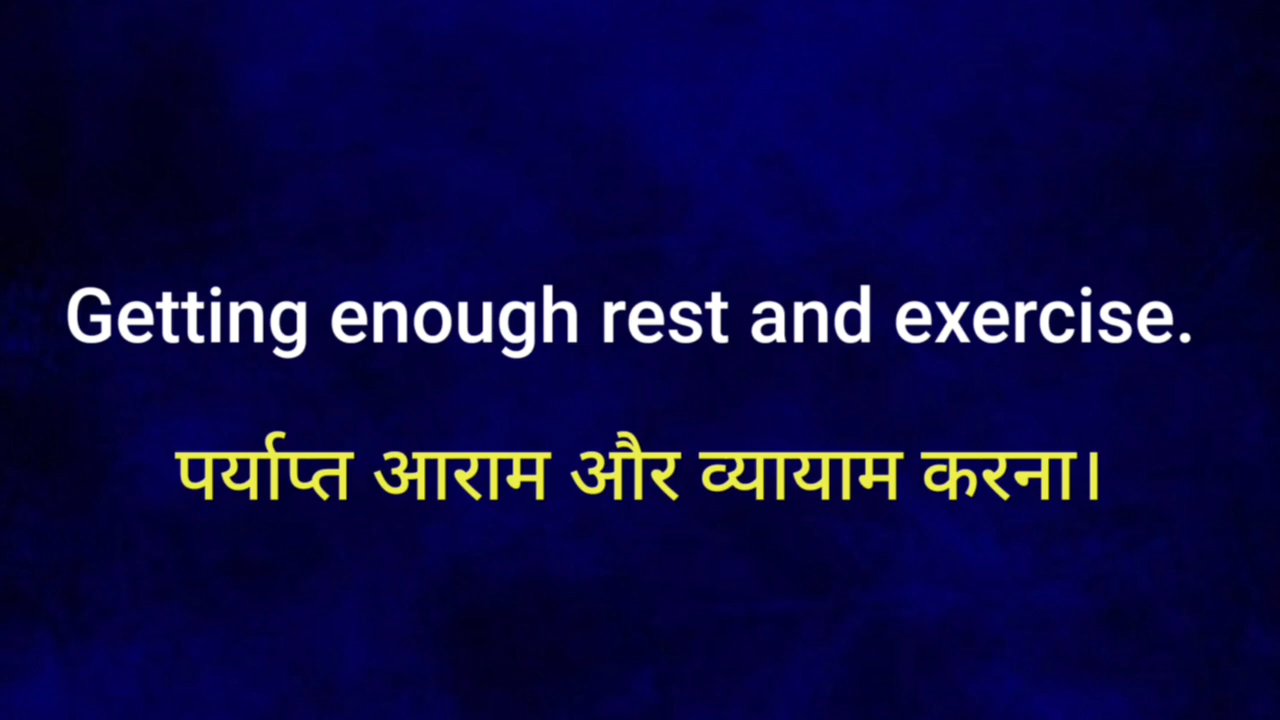 Getting enough rest and exercise.
पर्याप्त आराम और व्यायाम करना।